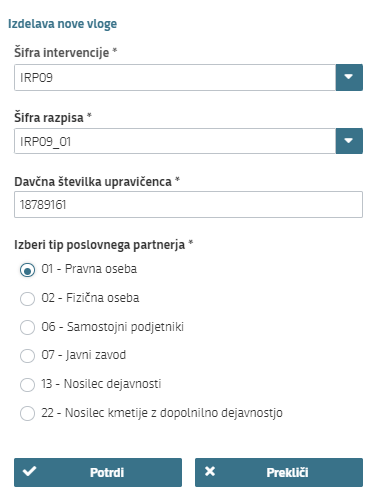 Izdelava nove vloge
Šifra intervencije *
IRP09
Šifra razpisa *
IRP09_01
Davčna številka upravičenca *
18789161
Izberi tip poslovnega partnerja *
01 - Pravna oseba
02 - Fizična oseba
06 - Samostojni podjetniki
07 - Javni zavod
13 - Nosilec dejavnosti
22 - Nosilec kmetije z dopolnilno dejavnostjo
Potrdi
Prekliči